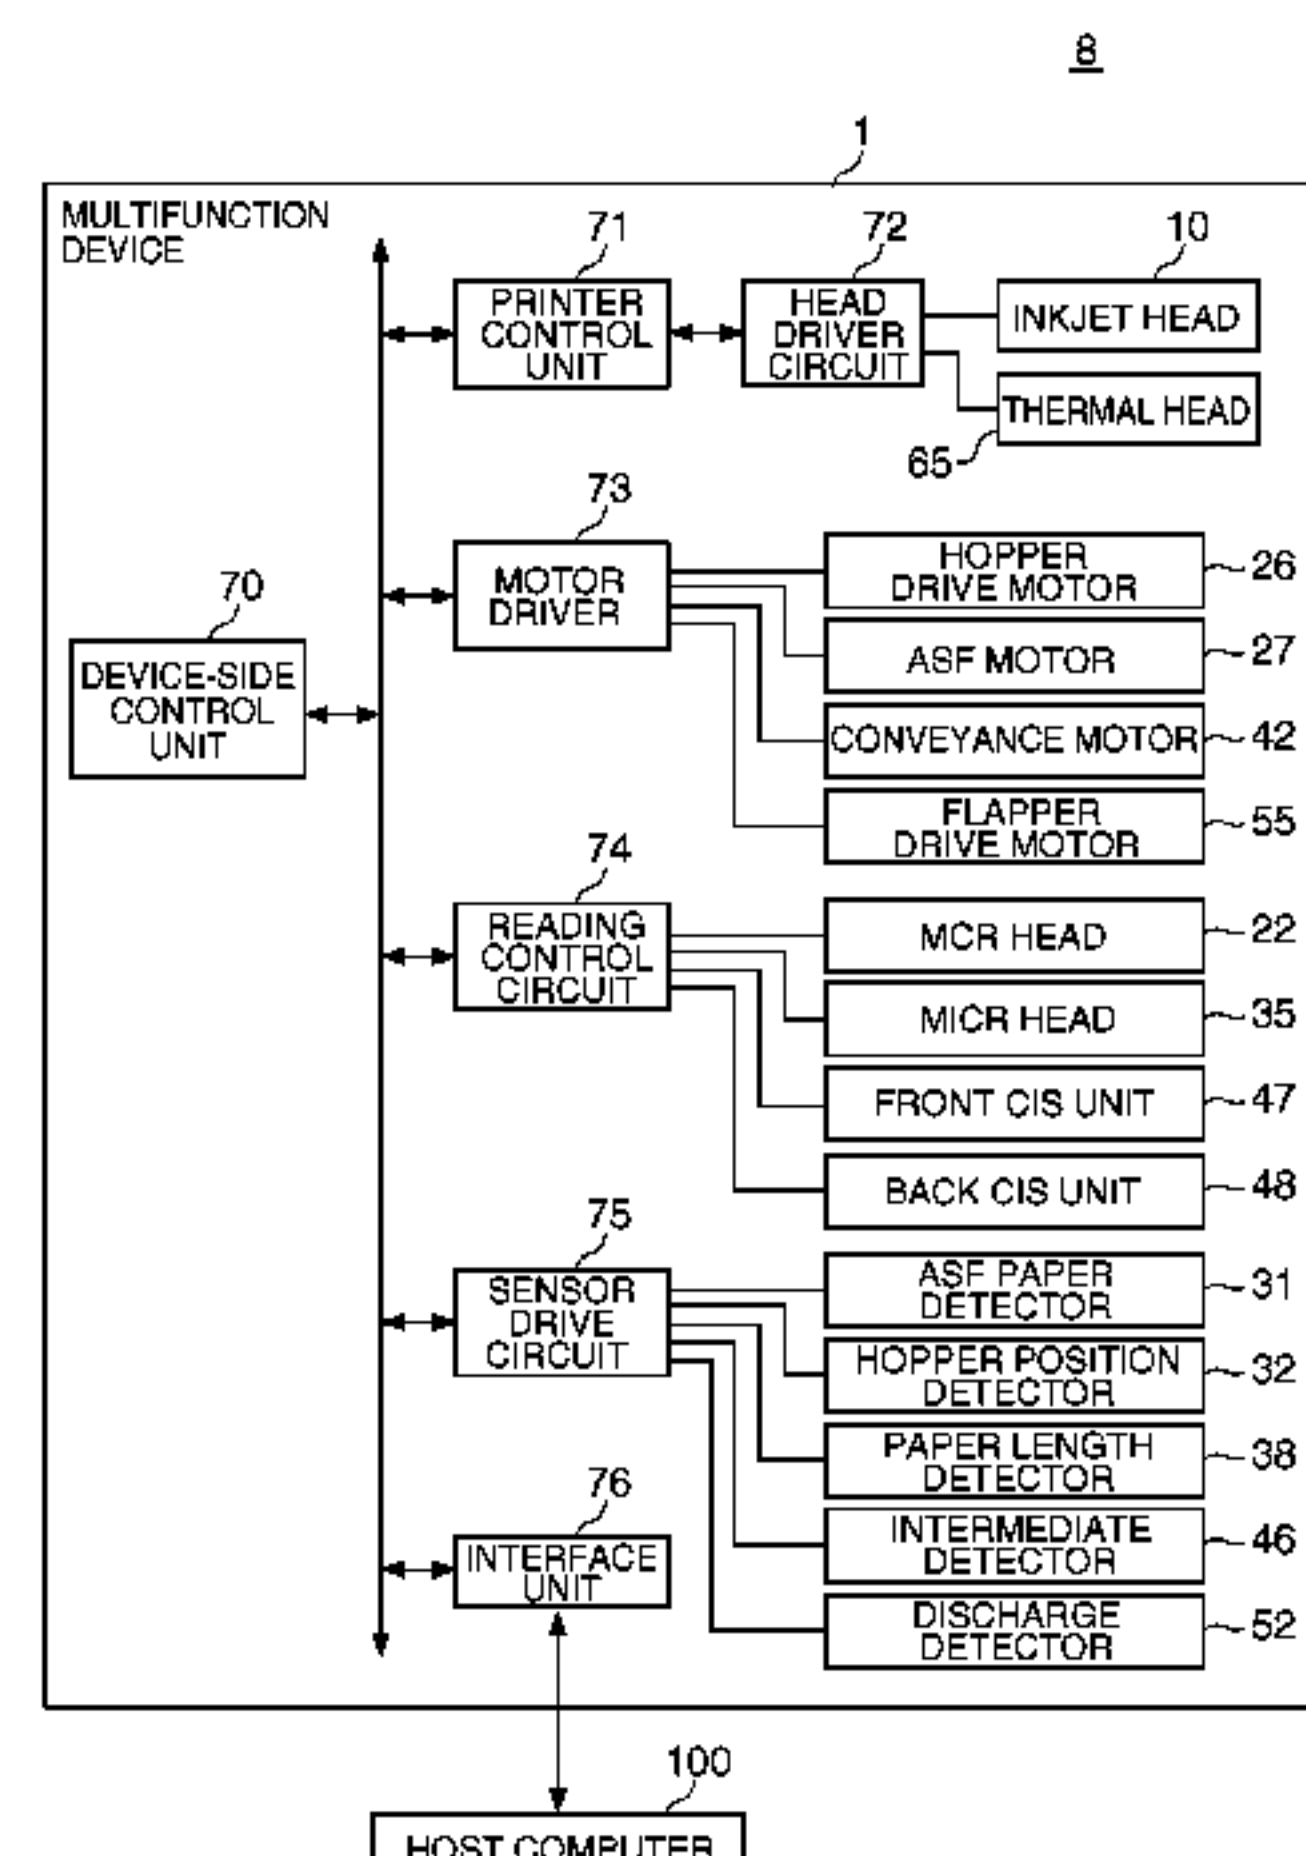 8
1
MULTIFUNCTION
DEVICE
71
72
10
PRINTER
CONTROL
UNIT
HEAD
DRIVER
CIRCUIT
INKJET HEAD
THERMAL HEAD
65
73
MOTOR
DRIVER
HOPPER
DRIVE MOTOR
26
ASF MOTOR
27
CONVEYANCE MOTOR
42
FLAPPER
DRIVE MOTOR
55
70
DEVICE-SIDE
CONTROL
UNIT
74
READING
CONTROL
CIRCUIT
MCR HEAD
22
MICR HEAD
35
FRONT CIS UNIT
47
BACK CIS UNIT
48
75
SENSOR
DRIVE
CIRCUIT
ASF PAPER
DETECTOR
31
HOPPER POSITION
DETECTOR
32
PAPER LENGTH
DETECTOR
38
INTERMEDIATE
DETECTOR
46
DISCHARGE
DETECTOR
52
76
INTERFACE
UNIT
100
HOST COMPUTER